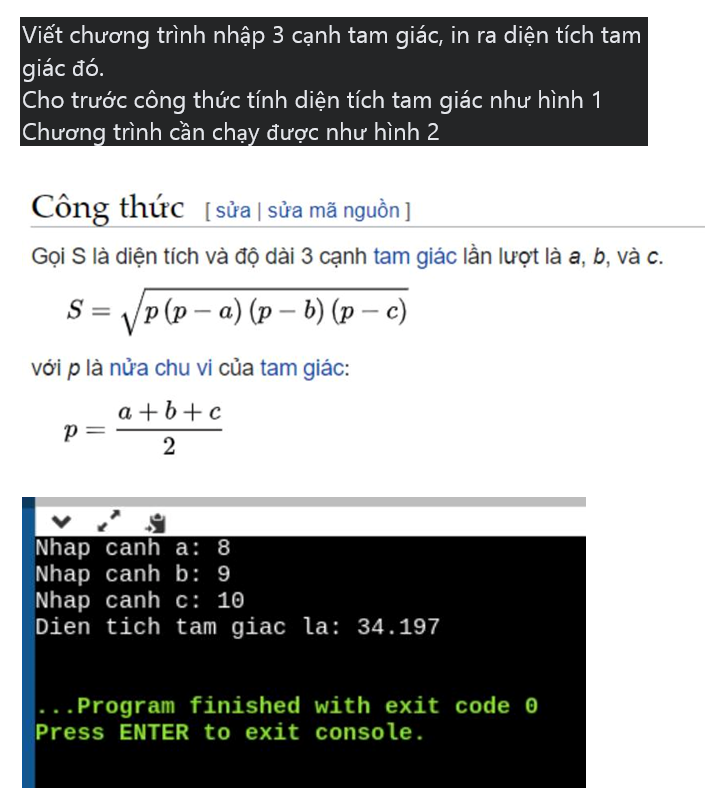 Viết chương trình nhập 3 cạnh tam giác, in ra diện tích tam
giác đó.
Cho trước công thức tính diện tích tam giác như hình 1
Chương trình cần chạy được như hình 2
Công thức [ sửa | sửa mã nguồn ]
Gọi S là diện tích và độ dài 3 cạnh tam giác lần lượt là a, b, và c.
S = √p (p − a) (p − b) (p − c)
với p là nửa chu vi của tam giác:
p = a + b + c
2
Nhap canh a: 8
Nhap canh b: 9
Nhap canh c: 10
Dien tich tam giac la: 34.197
...Program finished with exit code 0
Press ENTER to exit console.